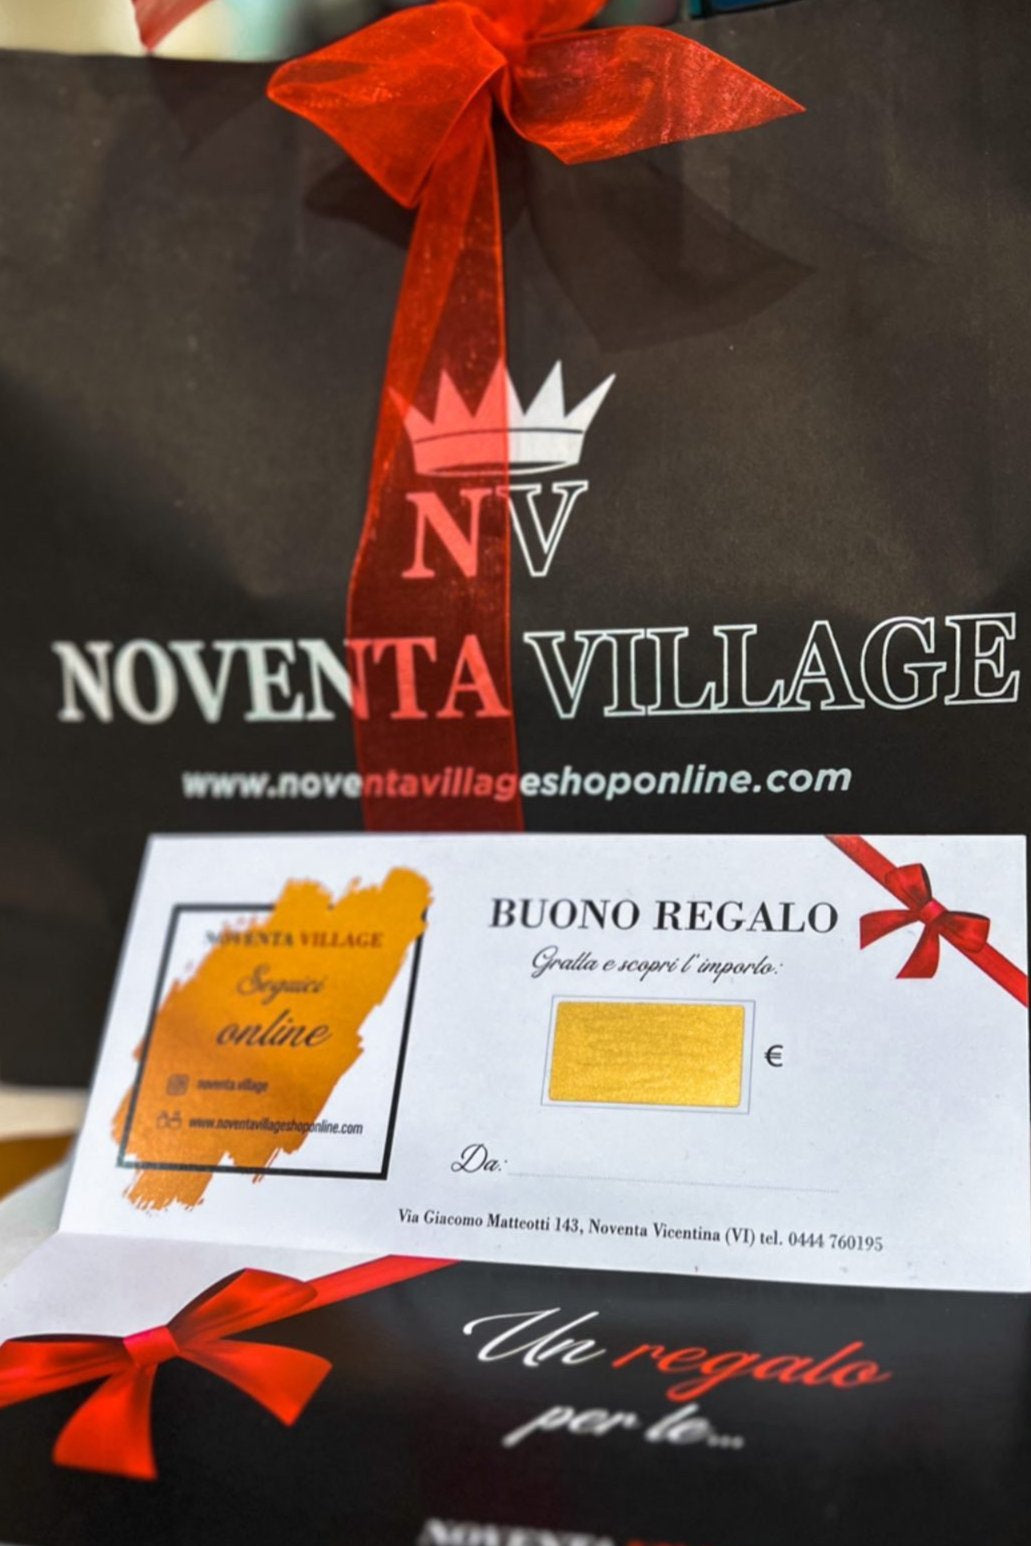 NV
NOVENTA VILLAGE
www.noventavillageshoponline.com
NOVENTA VILLAGE
Seguici
online
noventa.village
www.noventavillageshoponline.com
BUONO REGALO
Gratta e scopri l'importo:
€
Da:
Via Giacomo Matteotti 143, Noventa Vicentina (VI) tel. 0444 760195
Un regalo
per te...
NOVENTA